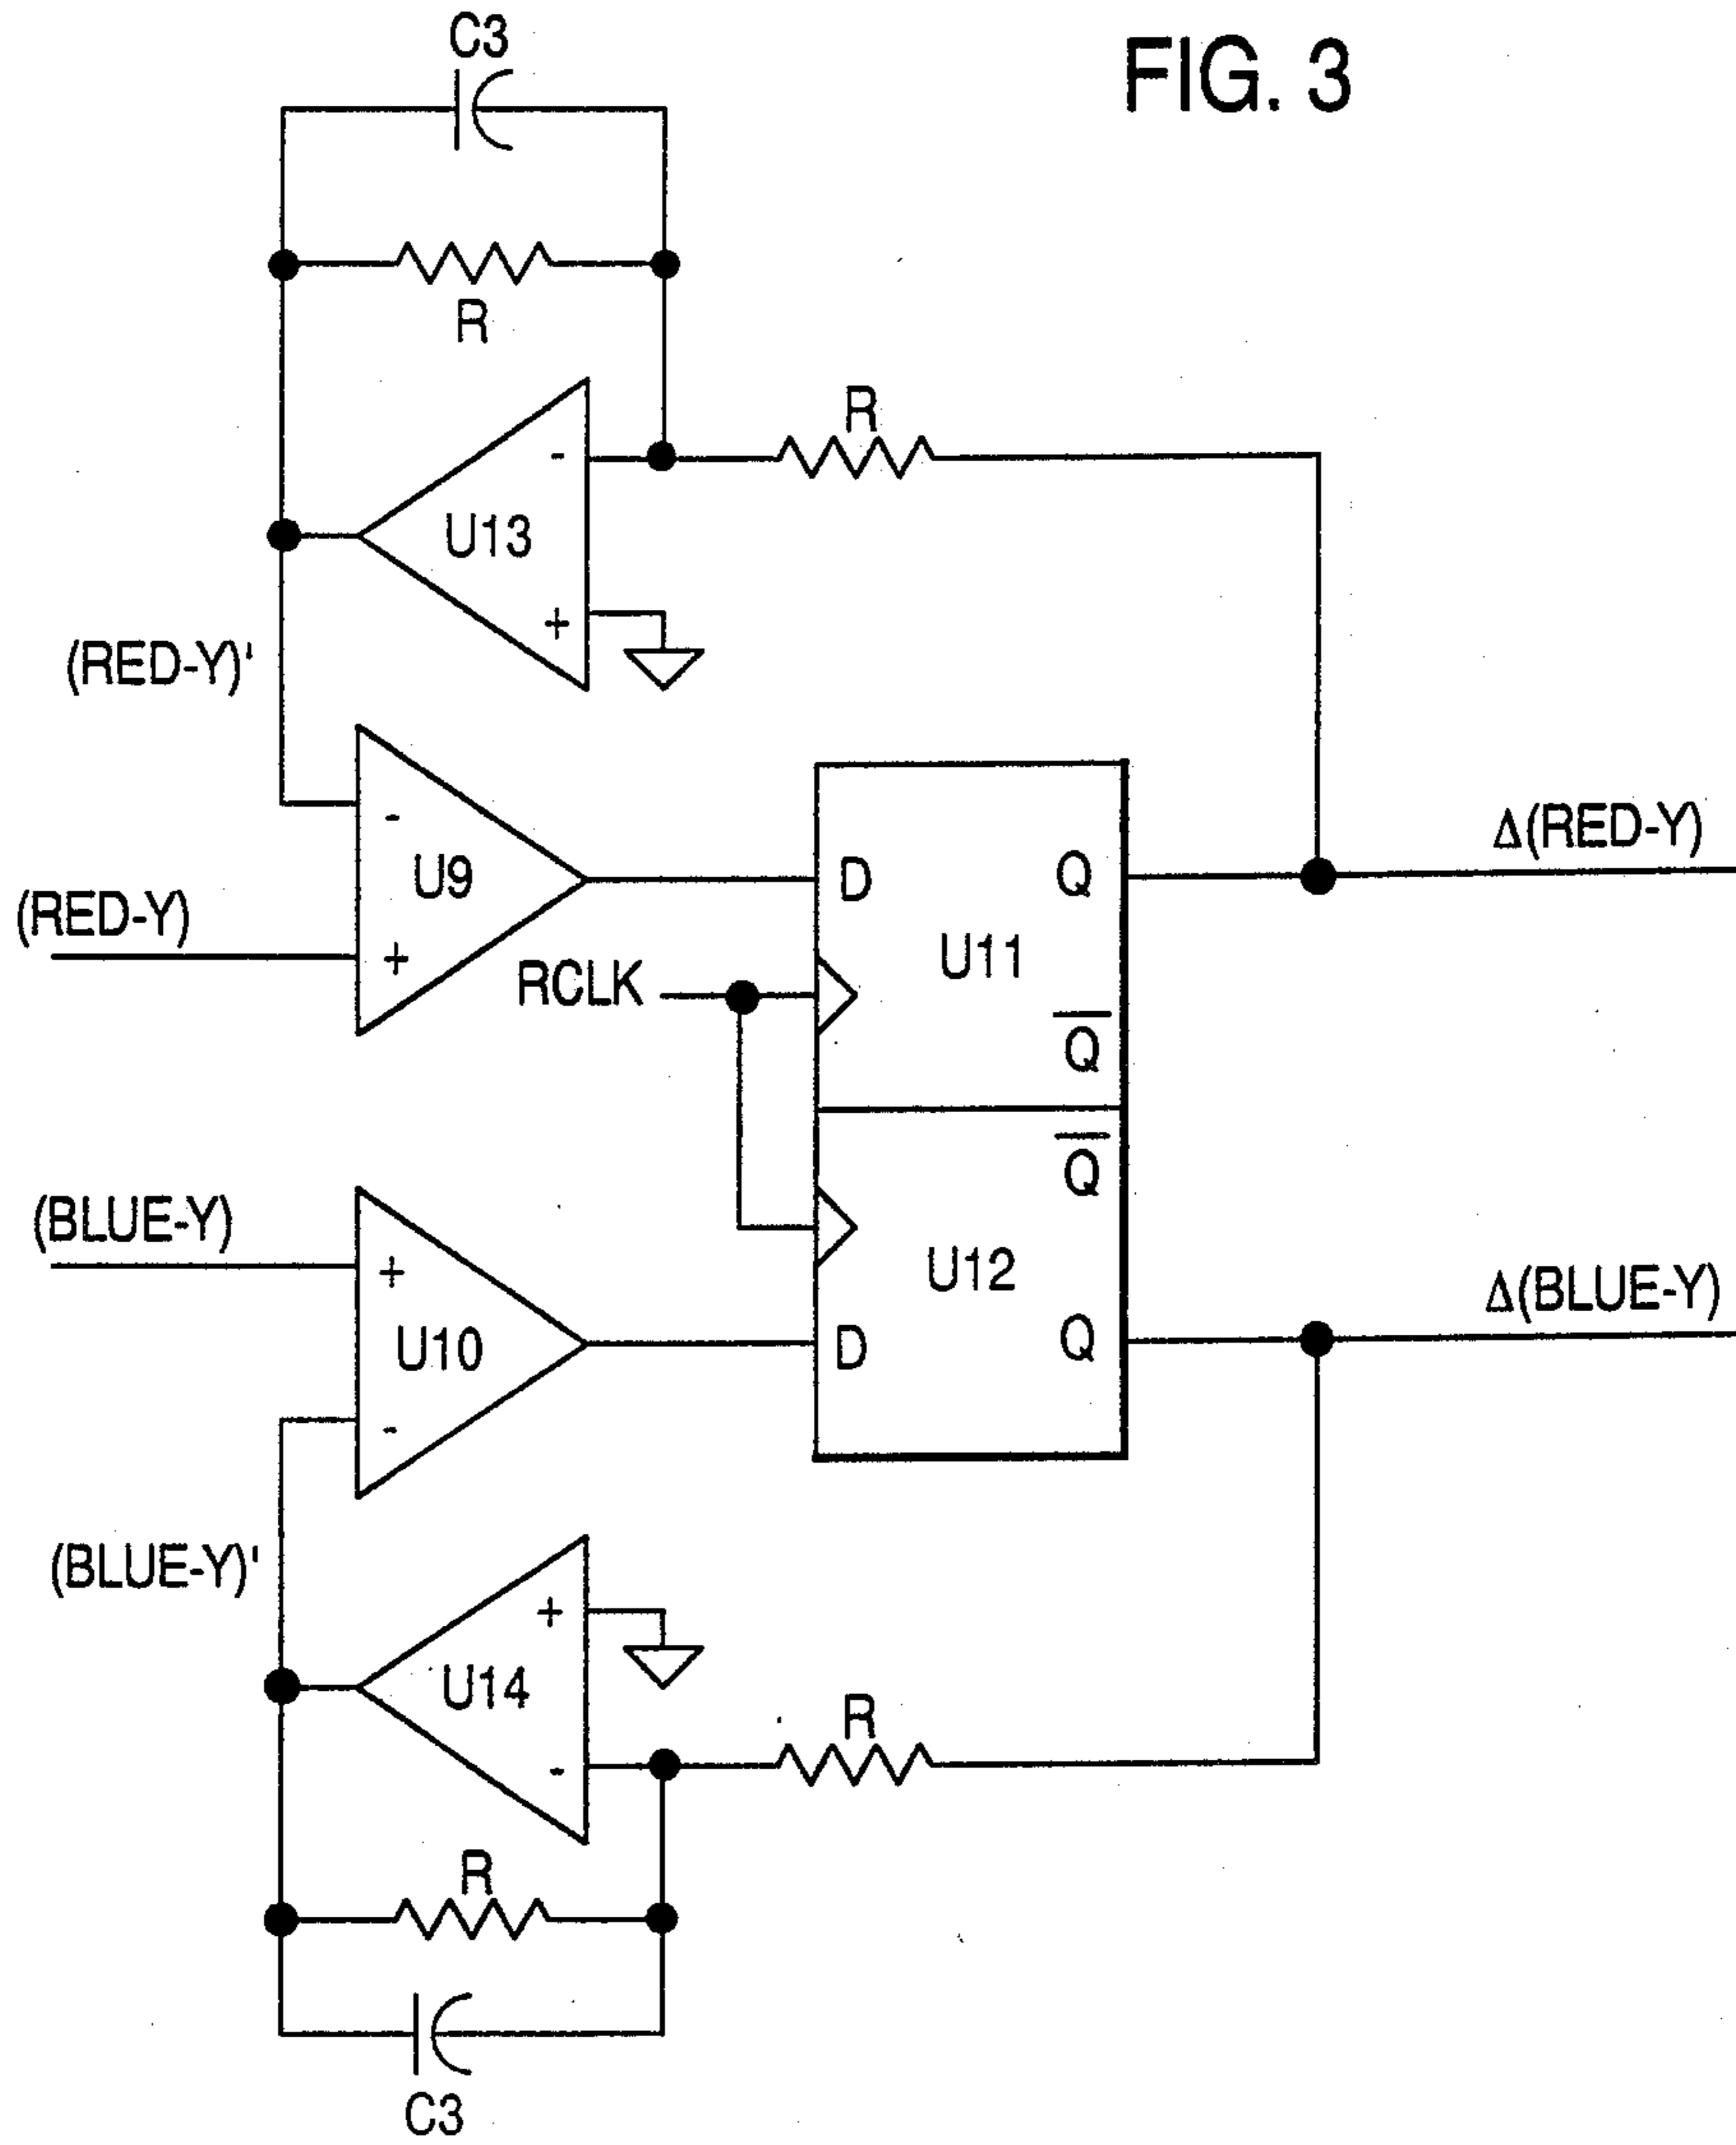 C3
FIG. 3
R
R
-
U13
+
(RED-Y)'
-
U9
+
(RED-Y)
D
Q
U11
Q̅
Δ(RED-Y)
RCLK
Q̅
U12
D
Q
(BLUE-Y)
+
U10
-
Δ(BLUE-Y)
(BLUE-Y)'
+
U14
-
R
R
C3